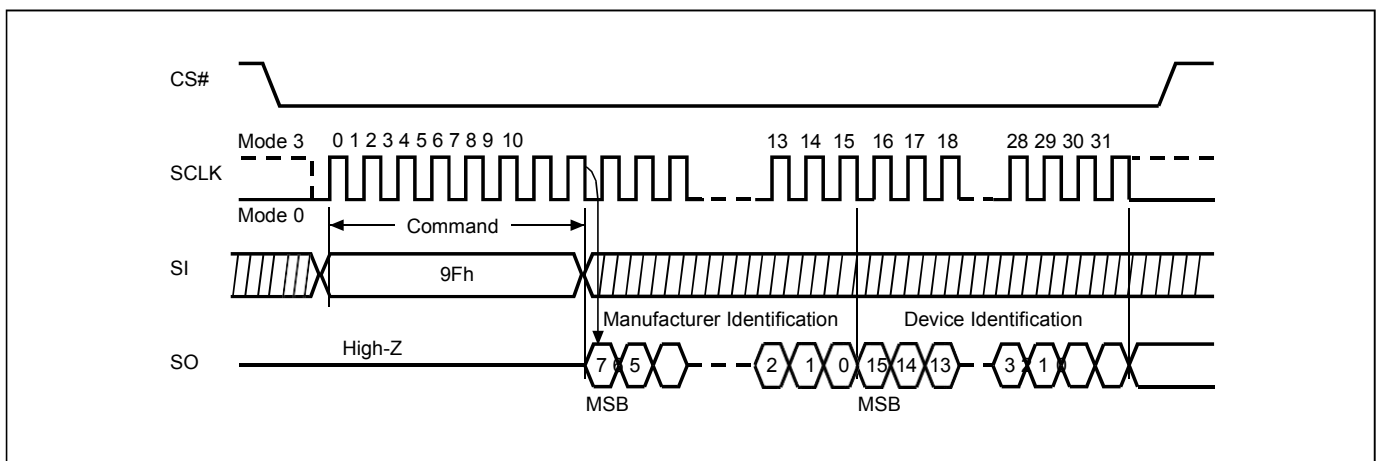 CS#
Mode 3
0 1 2 3 4 5 6 7 8 9 10
13 14 15 16 17 18
28 29 30 31
SCLK
Mode 0
Command
SI
9Fh
Manufacturer Identification
Device Identification
High-Z
SO
7 6 5
2 1 0 15 14 13
3 2 1 0
MSB
MSB